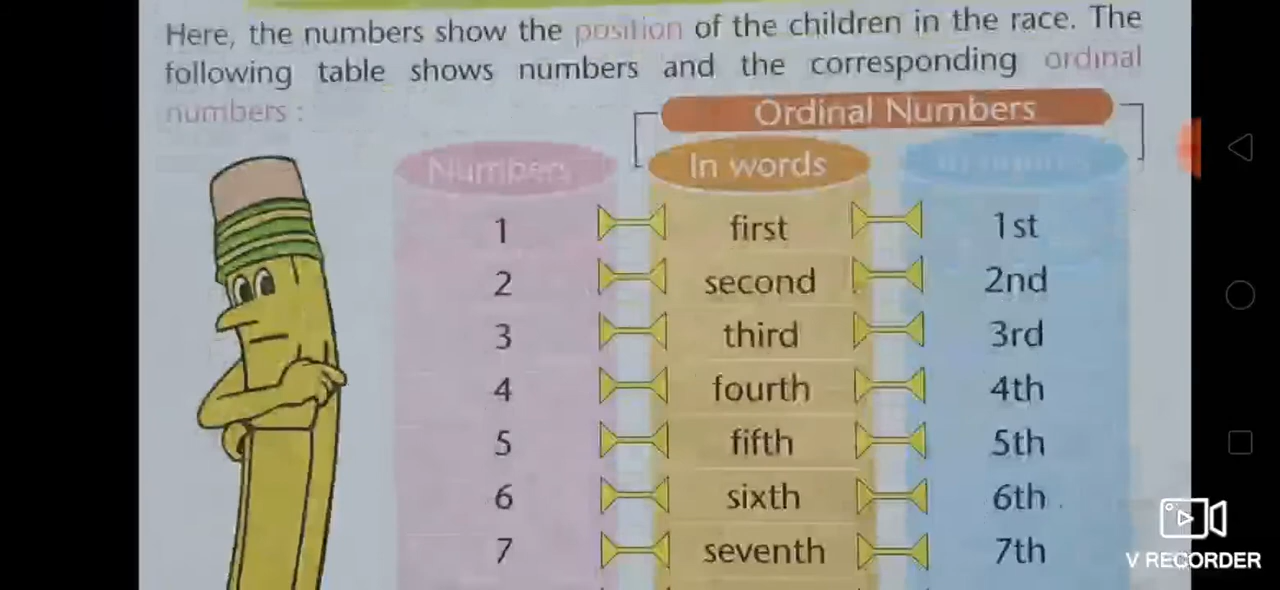 Here, the numbers show the position of the children in the race. The
following table shows numbers and the corresponding ordinal
numbers :
Ordinal Numbers
Numbers In words
1 first 1st
2 second 2nd
3 third 3rd
4 fourth 4th
5 fifth 5th
6 sixth 6th
7 seventh 7th
V RECORDER